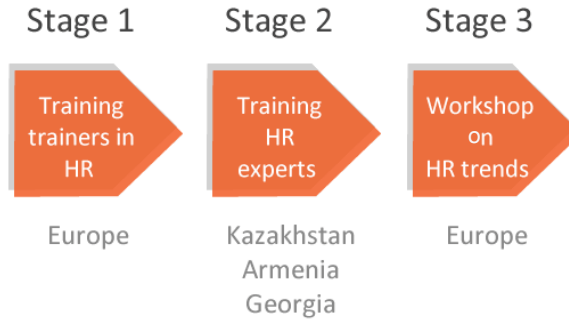 Stage 1
Stage 2
Stage 3
Training
trainers in
HR
Training
HR
experts
Workshop
on
HR trends
Europe
Kazakhstan
Armenia
Georgia
Europe